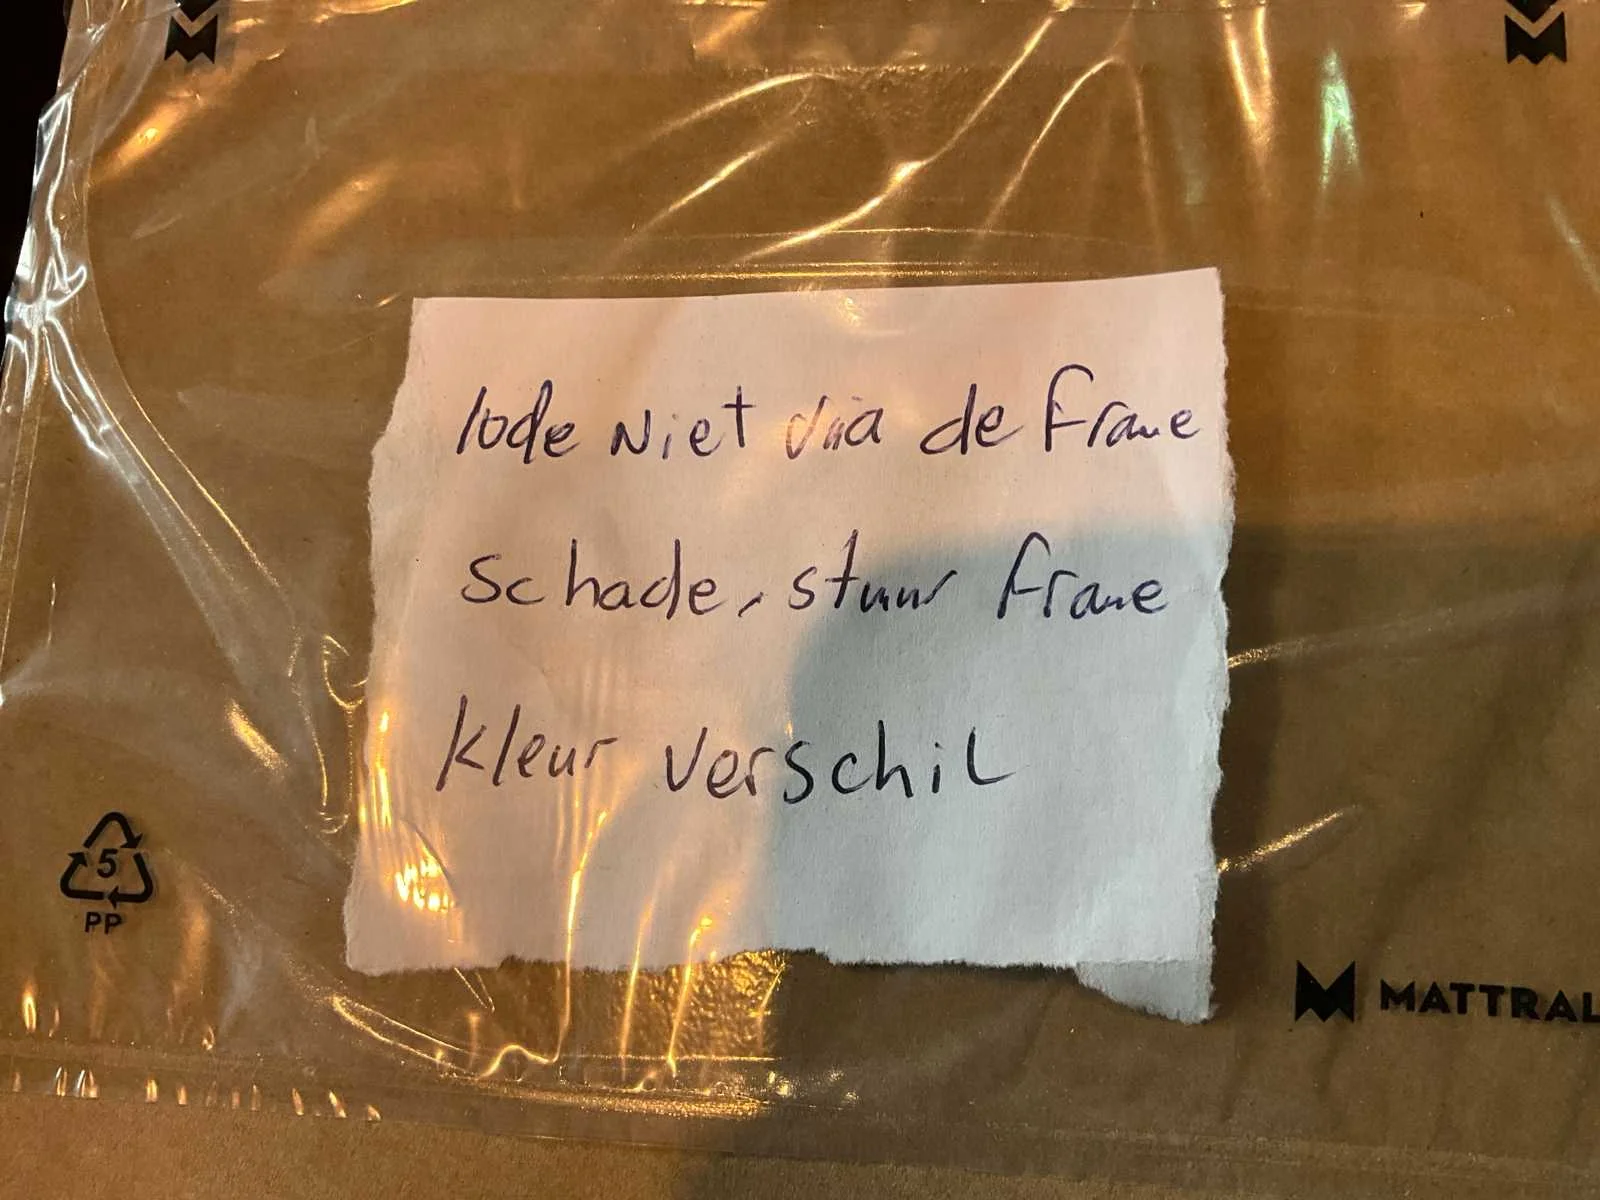 lode Niet via de frame
schade, stuur frame
kleur verschil
5
PP
MATTRAL